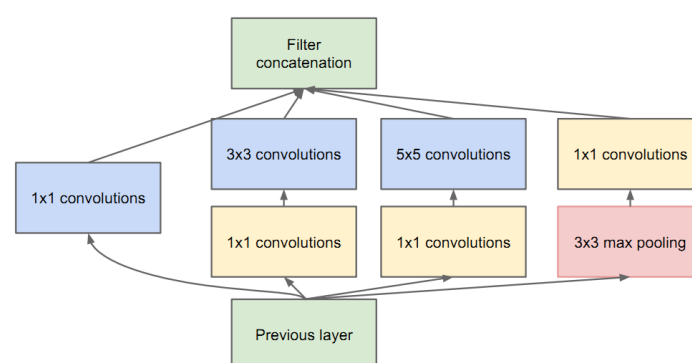 Filter
concatenation
3x3 convolutions
5x5 convolutions
1x1 convolutions
1x1 convolutions
1x1 convolutions
1x1 convolutions
3x3 max pooling
Previous layer